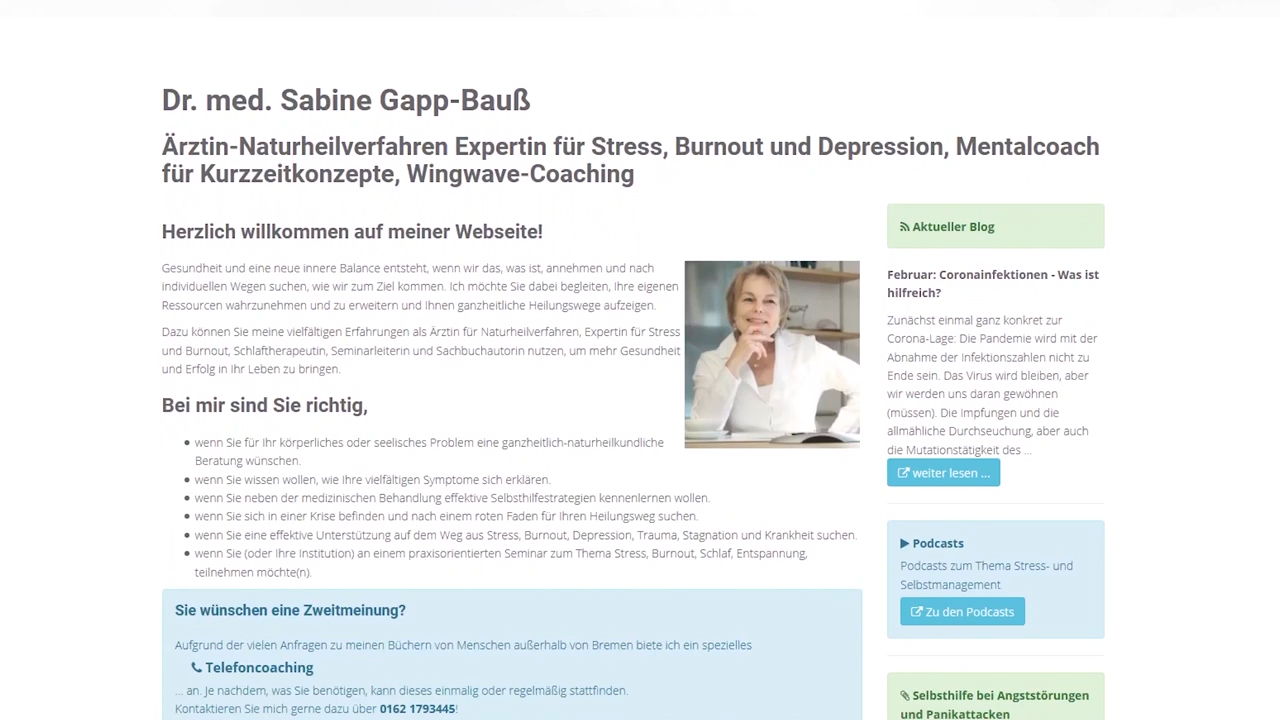 Dr. med. Sabine Gapp-Bauß
Ärztin-Naturheilverfahren Expertin für Stress, Burnout und Depression, Mentalcoach
für Kurzzeitkonzepte, Wingwave-Coaching
Herzlich willkommen auf meiner Webseite!
Gesundheit und eine neue innere Balance entsteht, wenn wir das, was ist, annehmen und nach
individuellen Wegen suchen, wie wir zum Ziel kommen. Ich möchte Sie dabei begleiten, Ihre eigenen
Ressourcen wahrzunehmen und zu erweitern und Ihnen ganzheitliche Heilungswege aufzeigen.
Dazu können Sie meine vielfältigen Erfahrungen als Ärztin für Naturheilverfahren, Expertin für Stress
und Burnout, Schlaftherapeutin, Seminarleiterin und Sachbuchautorin nutzen, um mehr Gesundheit
und Erfolg in Ihr Leben zu bringen.
Bei mir sind Sie richtig,
wenn Sie für Ihr körperliches oder seelisches Problem eine ganzheitlich-naturheilkundliche
Beratung wünschen.
wenn Sie wissen wollen, wie Ihre vielfältigen Symptome sich erklären.
wenn Sie neben der medizinischen Behandlung effektive Selbsthilfestrategien kennenlernen wollen.
wenn Sie sich in einer Krise befinden und nach einem roten Faden für Ihren Heilungsweg suchen.
wenn Sie eine effektive Unterstützung auf dem Weg aus Stress, Burnout, Depression, Trauma, Stagnation und Krankheit suchen.
wenn Sie (oder Ihre Institution) an einem praxisorientierten Seminar zum Thema Stress, Burnout, Schlaf, Entspannung,
teilnehmen möchte(n).
Sie wünschen eine Zweitmeinung?
Aufgrund der vielen Anfragen zu meinen Büchern von Menschen außerhalb von Bremen biete ich ein spezielles
Telefoncoaching
... an. Je nachdem, was Sie benötigen, kann dieses einmalig oder regelmäßig stattfinden.
Kontaktieren Sie mich gerne dazu über 0162 1793445!
Aktueller Blog
Februar: Coronainfektionen - Was ist
hilfreich?
Zunächst einmal ganz konkret zur
Corona-Lage: Die Pandemie wird mit der
Abnahme der Infektionszahlen nicht zu
Ende sein. Das Virus wird bleiben, aber
wir werden uns daran gewöhnen
(müssen). Die Impfungen und die
allmähliche Durchseuchung, aber auch
die Mutationstätigkeit des ...
weiter lesen ...
Podcasts
Podcasts zum Thema Stress- und
Selbstmanagement
Zu den Podcasts
Selbsthilfe bei Angststörungen
und Panikattacken